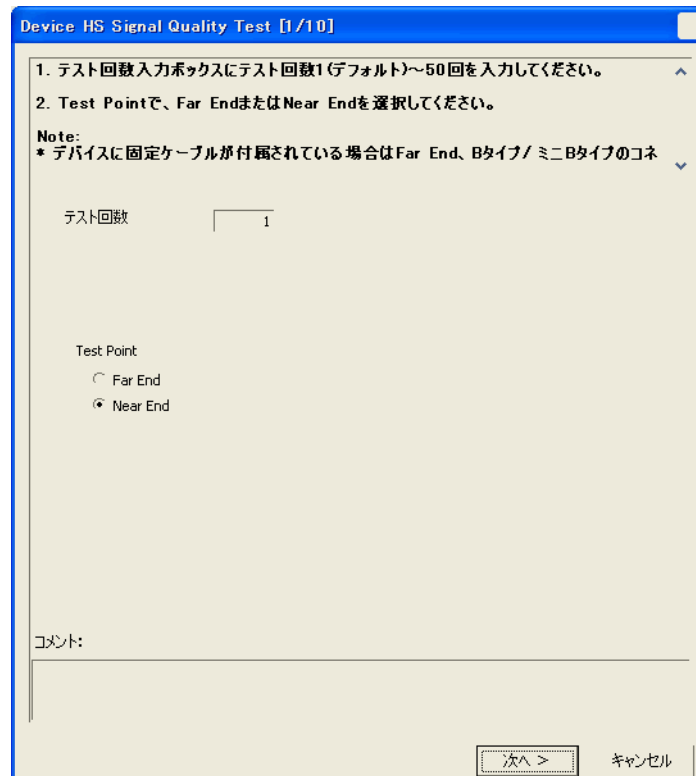 Device HS Signal Quality Test [1/10]
1. テスト回数入力ボックスにテスト回数1(デフォルト)～50回を入力してください。
2. Test Pointで、Far EndまたはNear Endを選択してください。
Note:
* デバイスに固定ケーブルが付属されている場合はFar End、Bタイプ/ミニBタイプのコネ
テスト回数 1
Test Point
Far End
Near End
コメント:
次へ > キャンセル